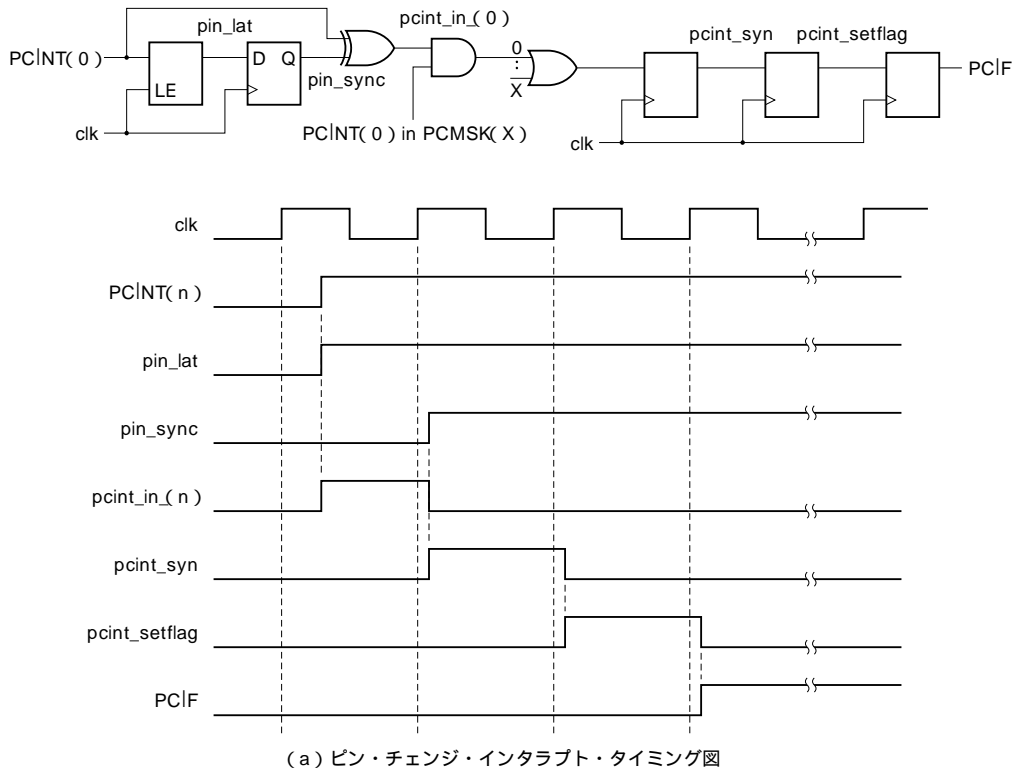 pcint_in_(0)
pin_lat
pcint_syn pcint_setflag
PCINT(0)
D Q
0
⋮
X
PCIF
LE
pin_sync
clk
PCINT(0) in PCMSK(X)
clk
clk
PCINT(n)
pin_lat
pin_sync
pcint_in_(n)
pcint_syn
pcint_setflag
PCIF
(a)ピン・チェンジ・インタラプト・タイミング図